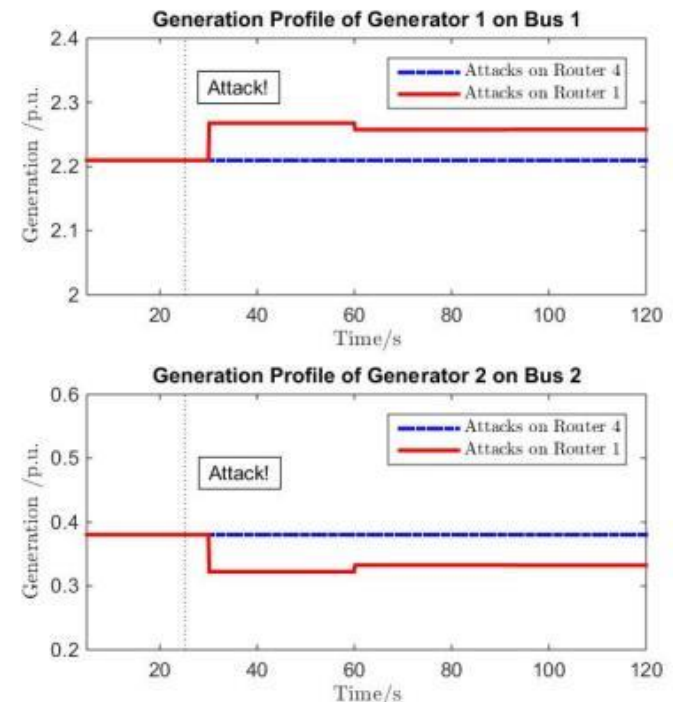 Generation Profile of Generator 1 on Bus 1
2.4
2.3
2.2
2.1
2
Generation /p.u.
Attack!
Attacks on Router 4
Attacks on Router 1
20 40 60 80 100 120
Time/s
Generation Profile of Generator 2 on Bus 2
0.6
0.5
0.4
0.3
0.2
Generation /p.u.
Attack!
Attacks on Router 4
Attacks on Router 1
20 40 60 80 100 120
Time/s